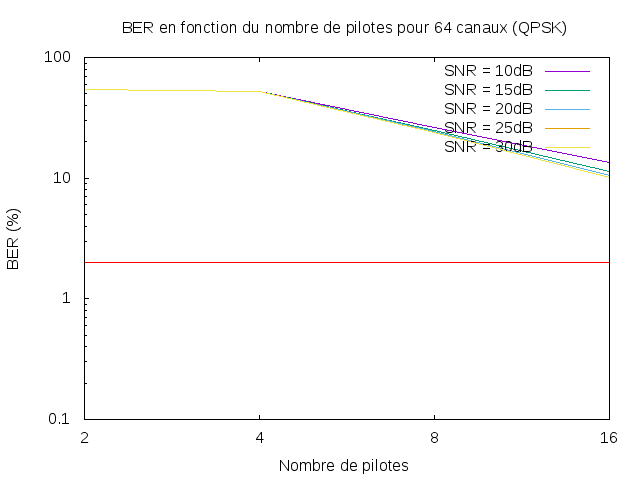 BER en fonction du nombre de pilotes pour 64 canaux (QPSK)
100
SNR = 10dB
SNR = 15dB
SNR = 20dB
SNR = 25dB
SNR = 30dB
10
BER (%)
1
0.1
2 4 8 16
Nombre de pilotes